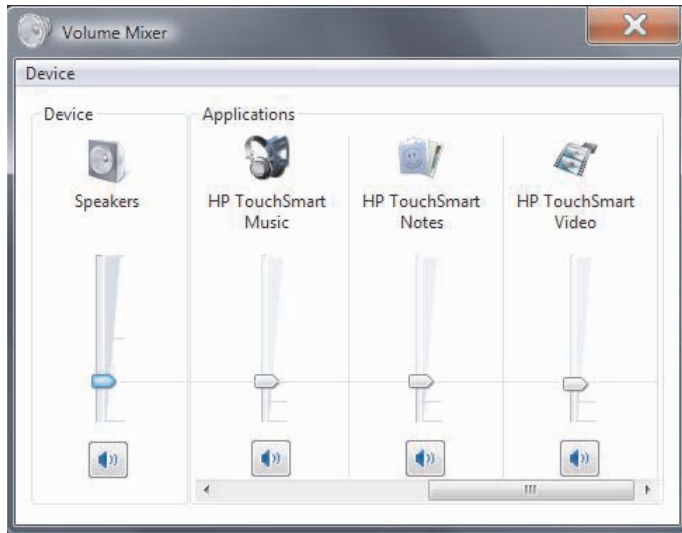 Volume Mixer
Device
Device
Applications
Speakers
HP TouchSmart
Music
HP TouchSmart
Notes
HP TouchSmart
Video